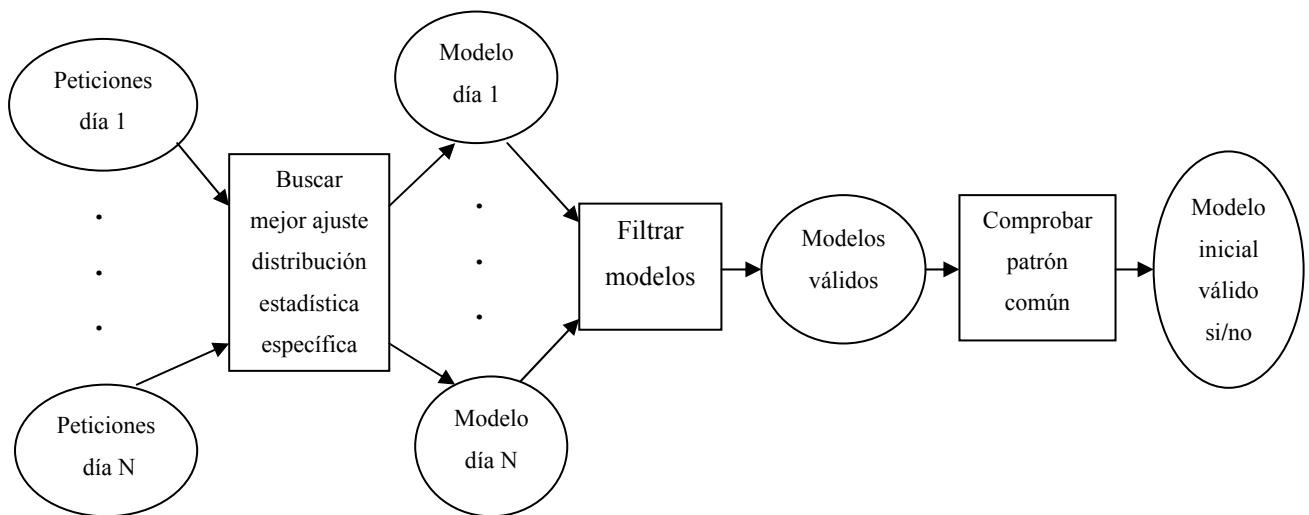 Peticiones
día 1
Peticiones
día N
Buscar
mejor ajuste
distribución
estadística
específica
Modelo
día 1
Modelo
día N
Filtrar
modelos
Modelos
válidos
Comprobar
patrón
común
Modelo
inicial
válido
si/no